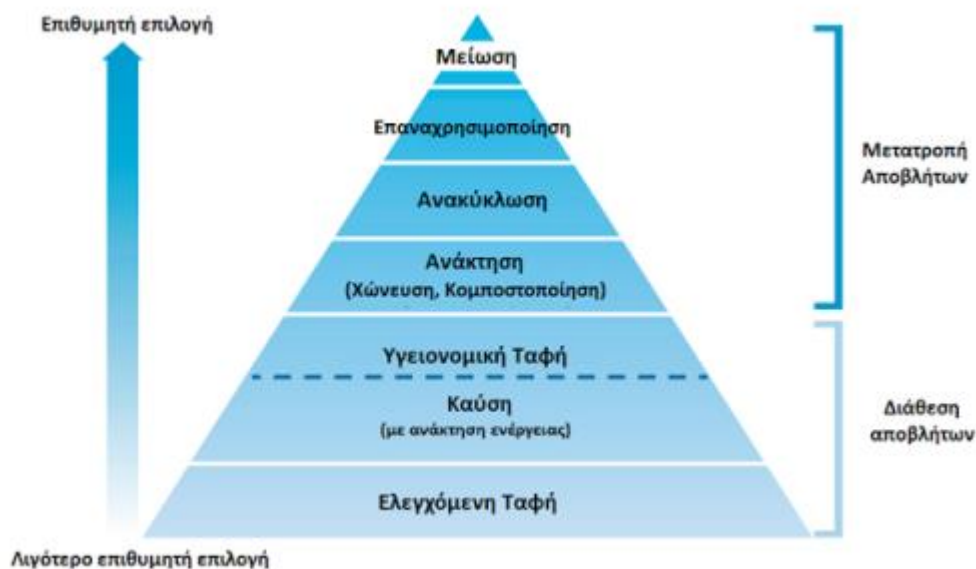 Επιθυμητή επιλογή
Μείωση
Επαναχρησιμοποίηση
Ανακύκλωση
Ανάκτηση
(Χώνευση, Κομποστοποίηση)
Υγειονομική Ταφή
Καύση
(με ανάκτηση ενέργειας)
Ελεγχόμενη Ταφή
Λιγότερο επιθυμητή επιλογή
Μετατροπή
Αποβλήτων
Διάθεση
αποβλήτων